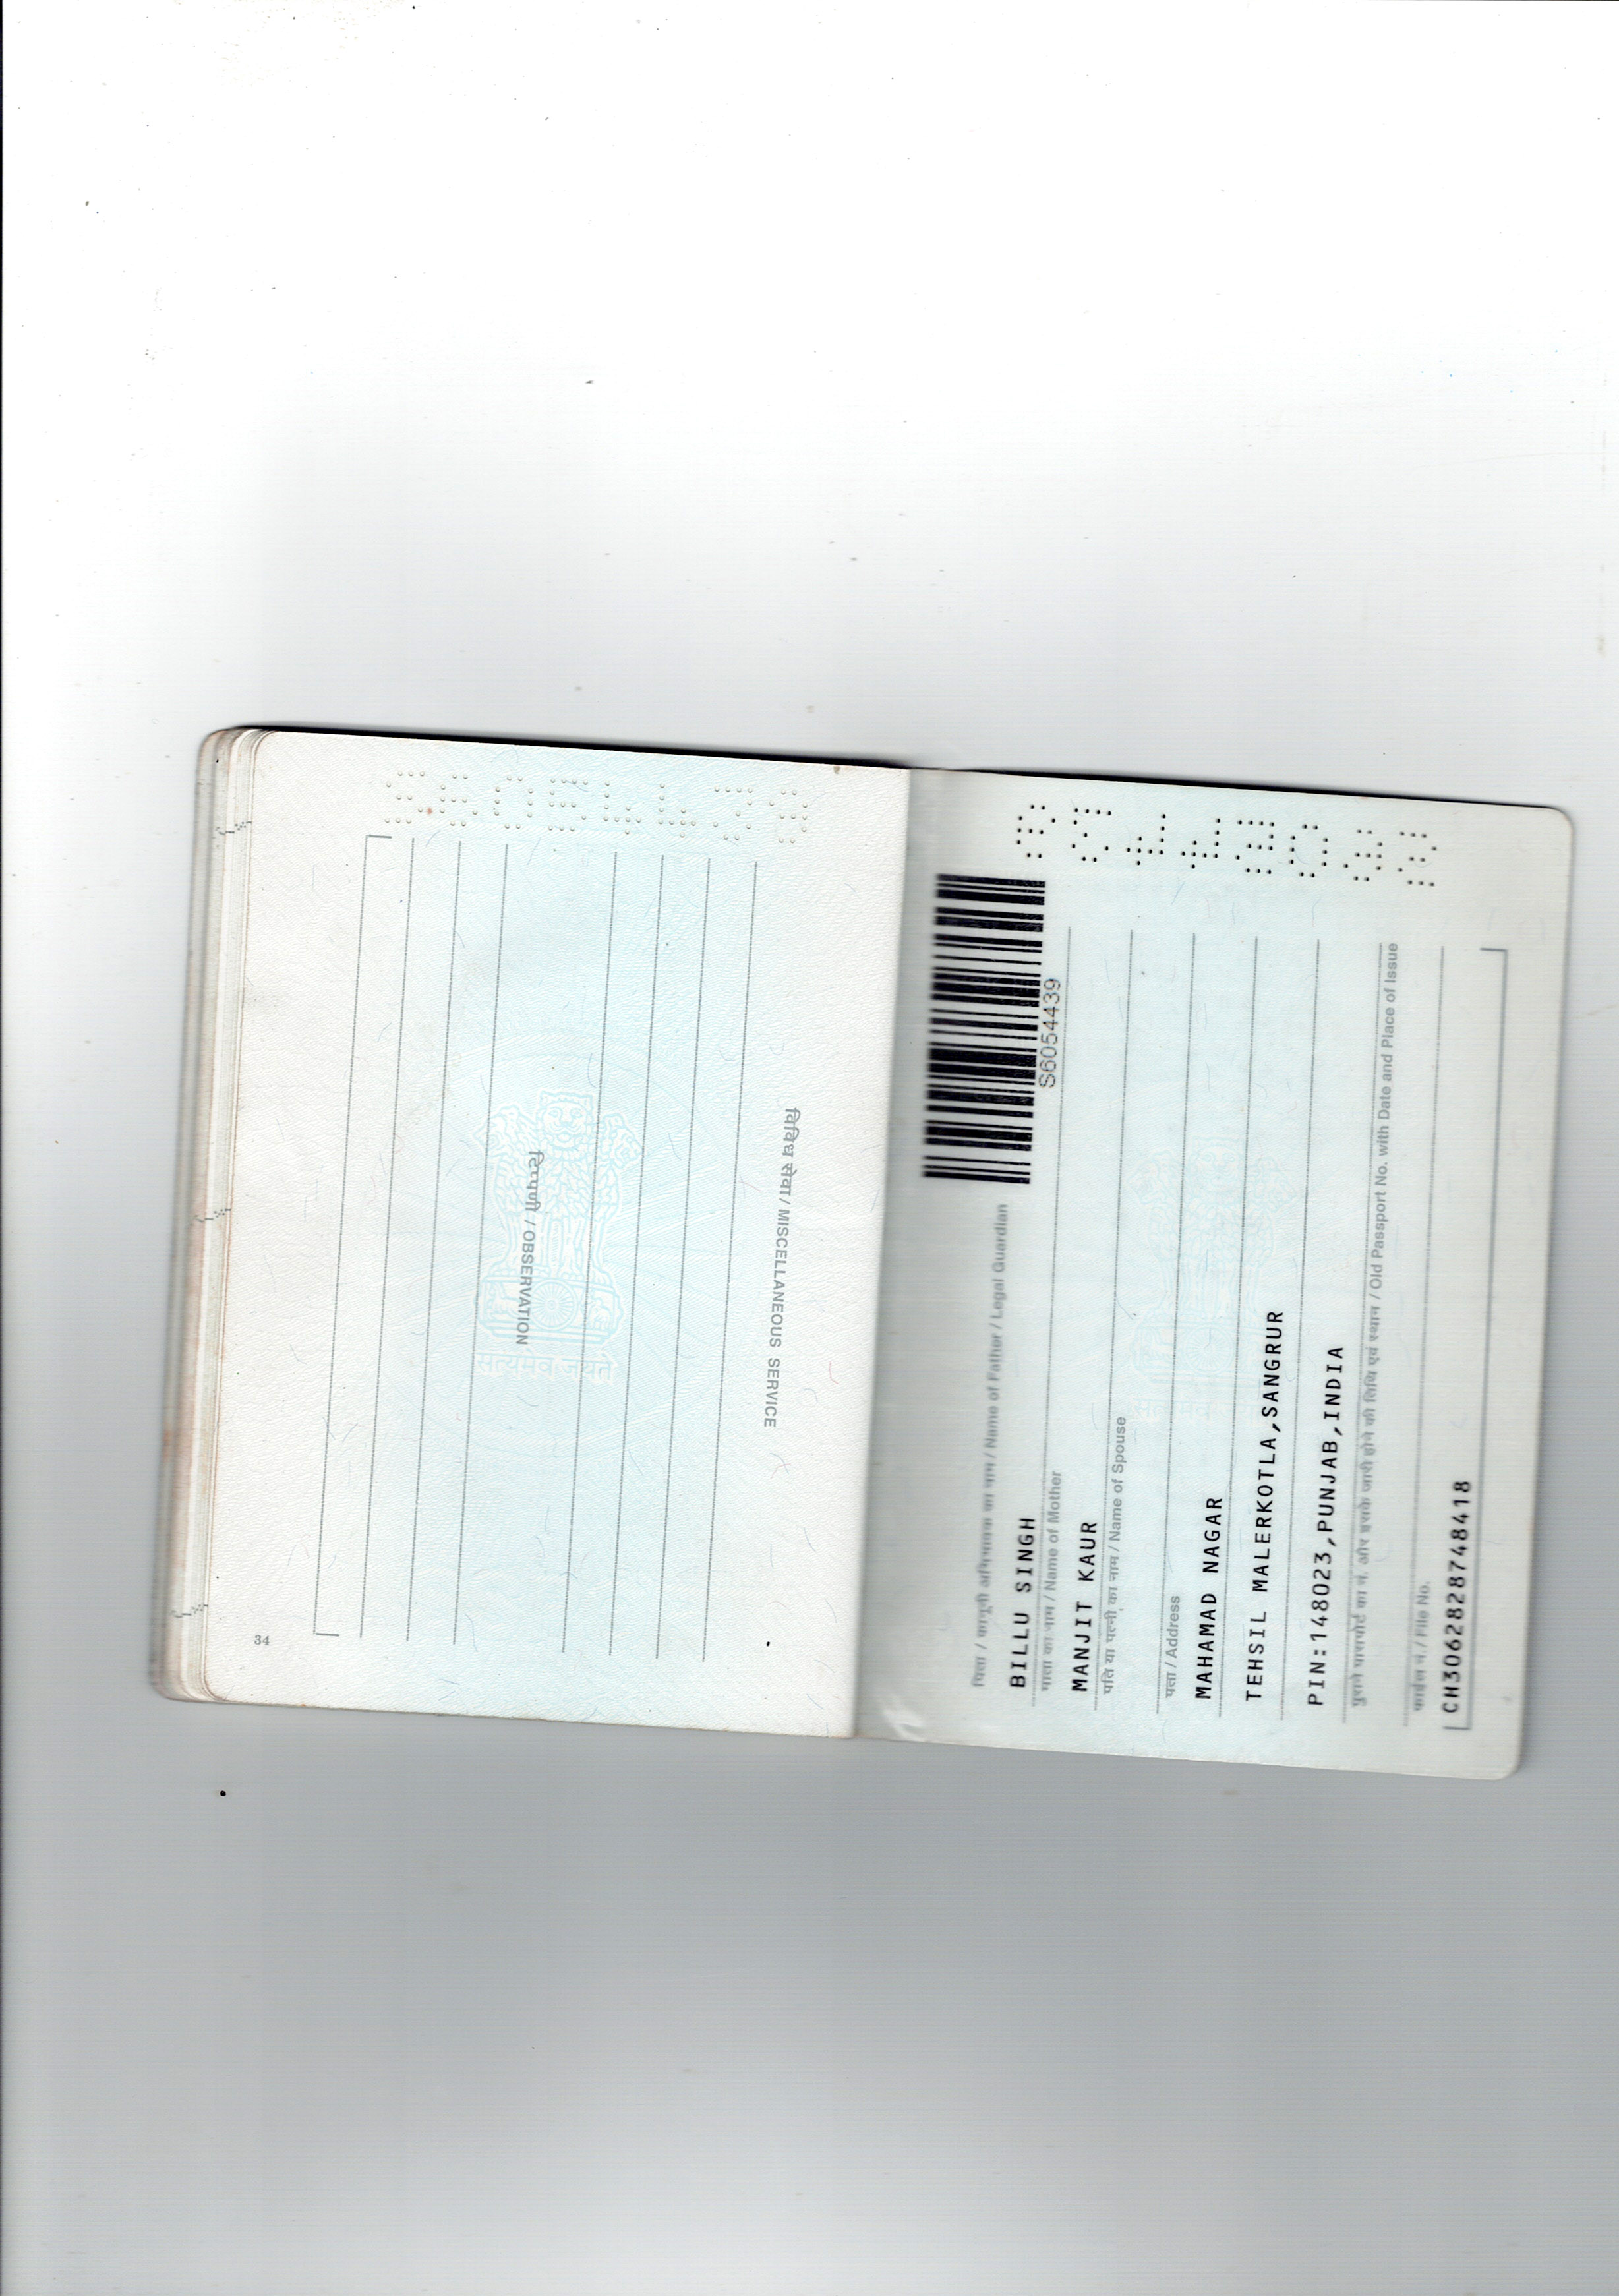 34
टिप्पणी / OBSERVATION
विविध सेवा / MISCELLANEOUS SERVICE
पिता / कानूनी अभिभावक का नाम / Name of Father / Legal Guardian
BILLU SINGH
S6054439
माता का नाम / Name of Mother
MANJIT KAUR
पति या पत्नी का नाम / Name of Spouse
पता / Address
MAHAMAD NAGAR
TEHSIL MALERKOTLA,SANGRUR
PIN:148023,PUNJAB,INDIA
पुराने पासपोर्ट का नं. और इसके जारी होने की तिथि एवं स्थान / Old Passport No. with Date and Place of Issue
फाईल नं. / File No.
CH3062828748418